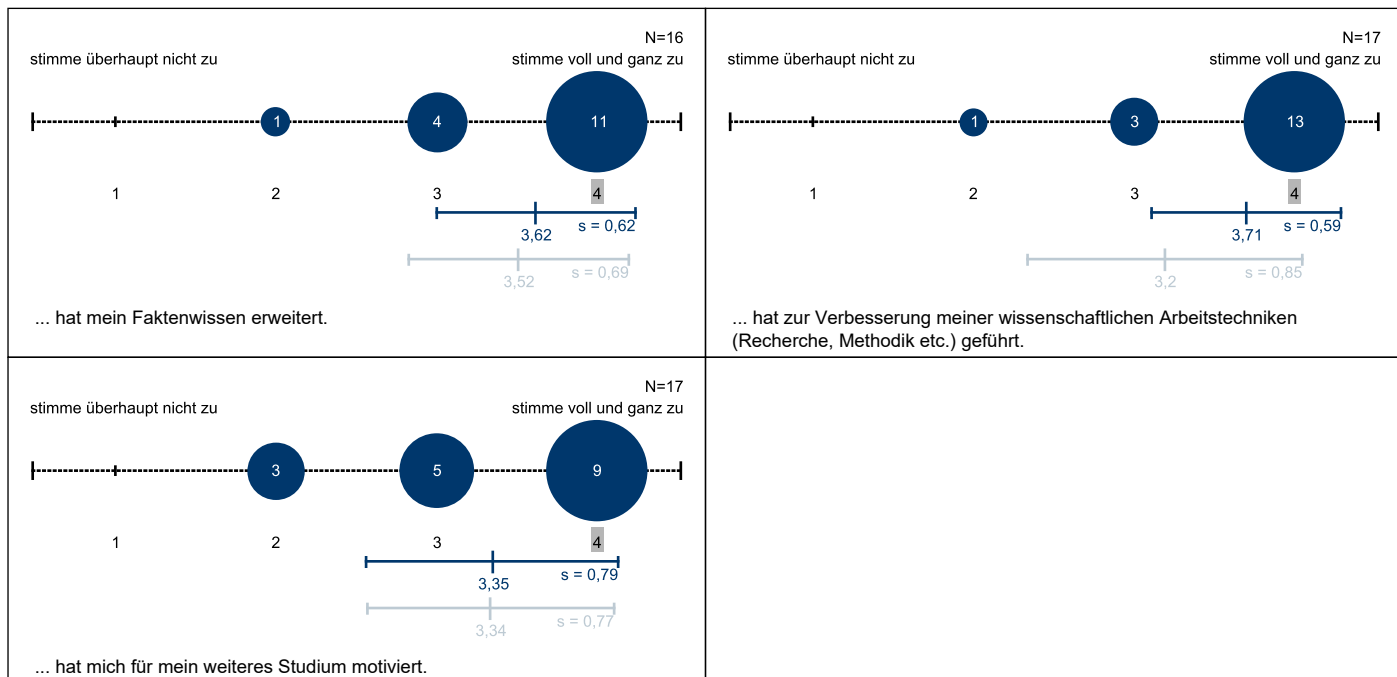 N=16
stimme überhaupt nicht zu stimme voll und ganz zu
1 4 11
1 2 3 4
s = 0,62
3,62
s = 0,69
3,52
... hat mein Faktenwissen erweitert.
N=17
stimme überhaupt nicht zu stimme voll und ganz zu
1 3 13
1 2 3 4
s = 0,59
3,71
s = 0,85
3,2
... hat zur Verbesserung meiner wissenschaftlichen Arbeitstechniken
(Recherche, Methodik etc.) geführt.
N=17
stimme überhaupt nicht zu stimme voll und ganz zu
3 5 9
1 2 3 4
s = 0,79
3,35
s = 0,77
3,34
... hat mich für mein weiteres Studium motiviert.